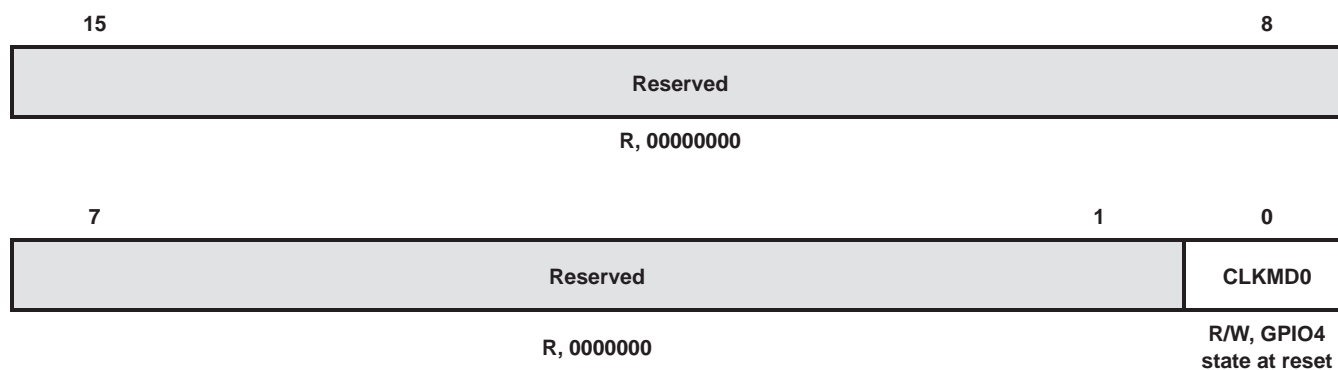 15 8
Reserved
R, 00000000
7 1 0
Reserved CLKMD0
R, 0000000 R/W, GPIO4
state at reset